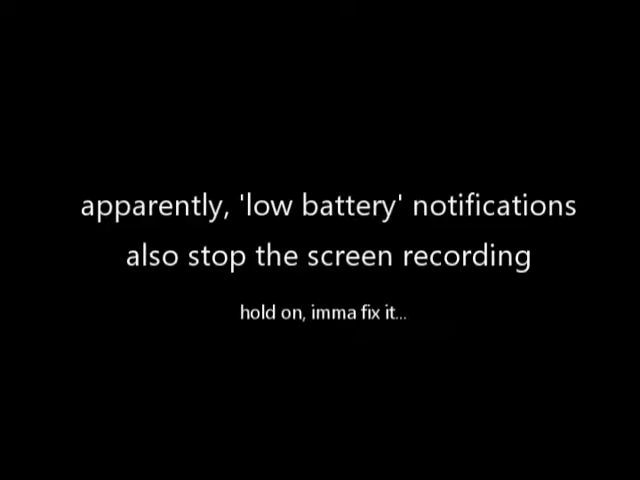 apparently, 'low battery' notifications
also stop the screen recording
hold on, imma fix it...